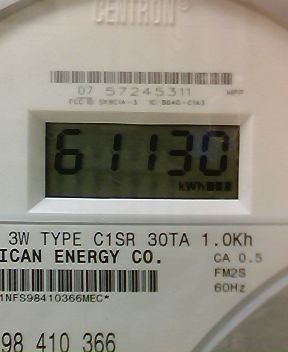 CENTRON®
07 57245311
61130
kWh
3W TYPE C1SR 30TA 1.0Kh
ICAN ENERGY CO.
CA 0.5
FM2S
60Hz
1NFS98410366MEC*
98 410 366